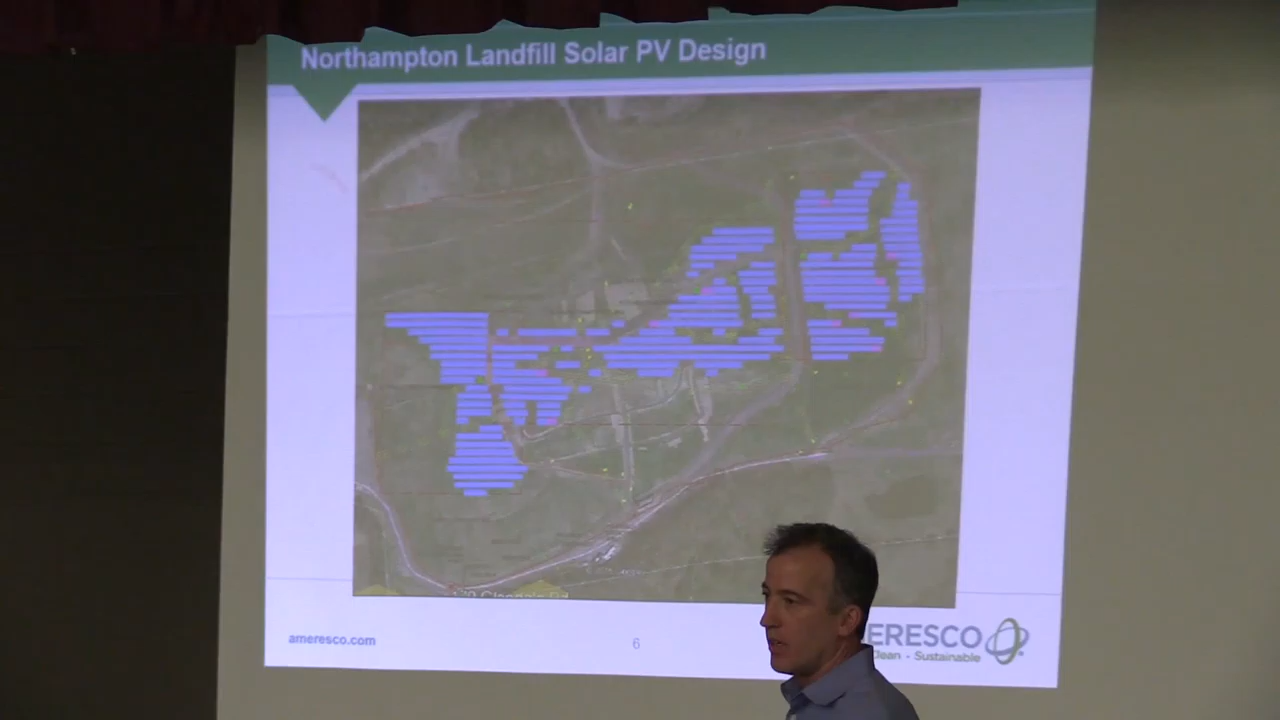 Northampton Landfill Solar PV Design
ameresco.com
6
ERESCO
Clean • Sustainable